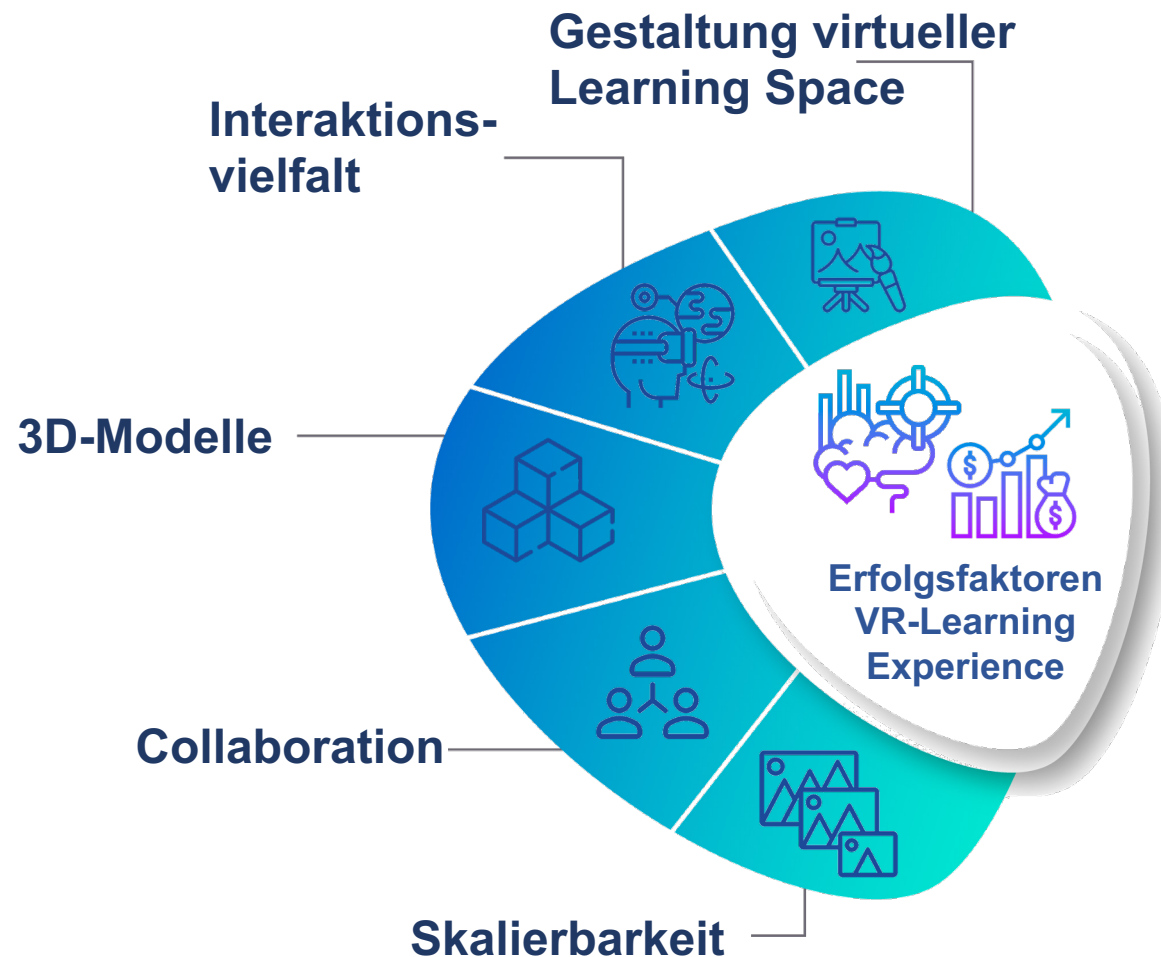 Gestaltung virtueller
Learning Space
Interaktions-
vielfalt
3D-Modelle
Collaboration
Skalierbarkeit
$
$
Erfolgsfaktoren
VR-Learning
Experience